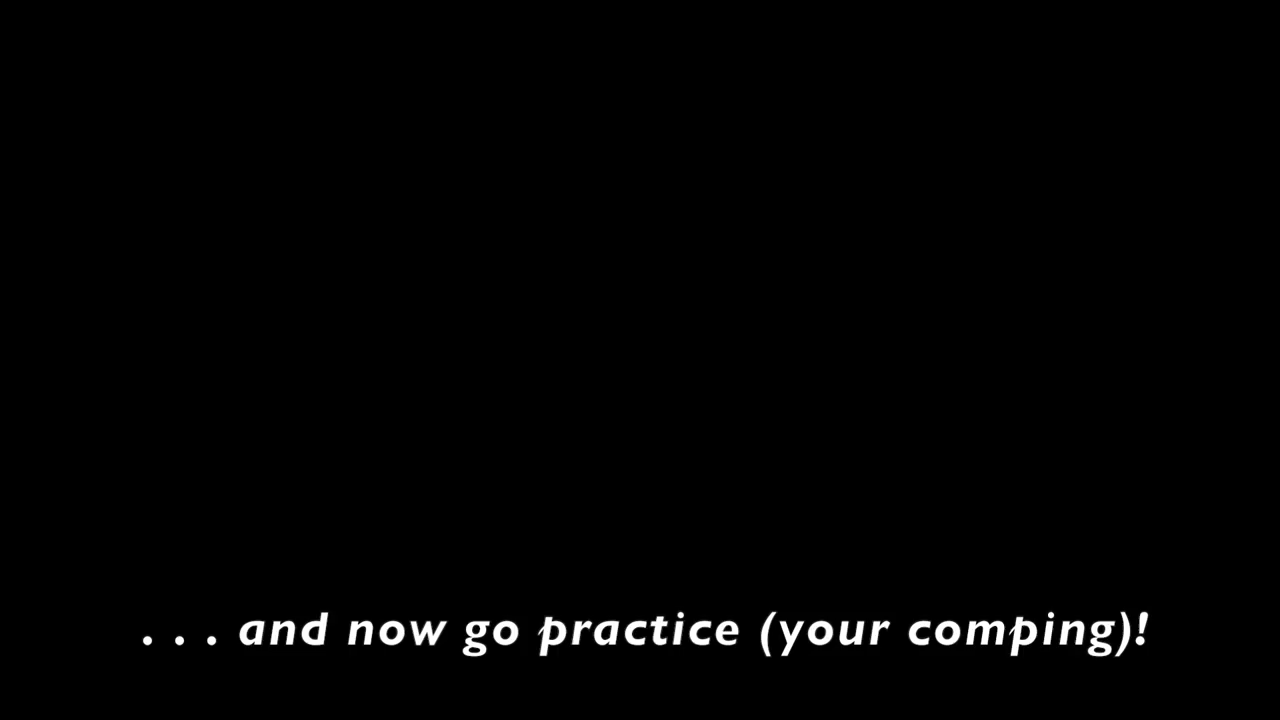 . . . and now go practice (your comping)!